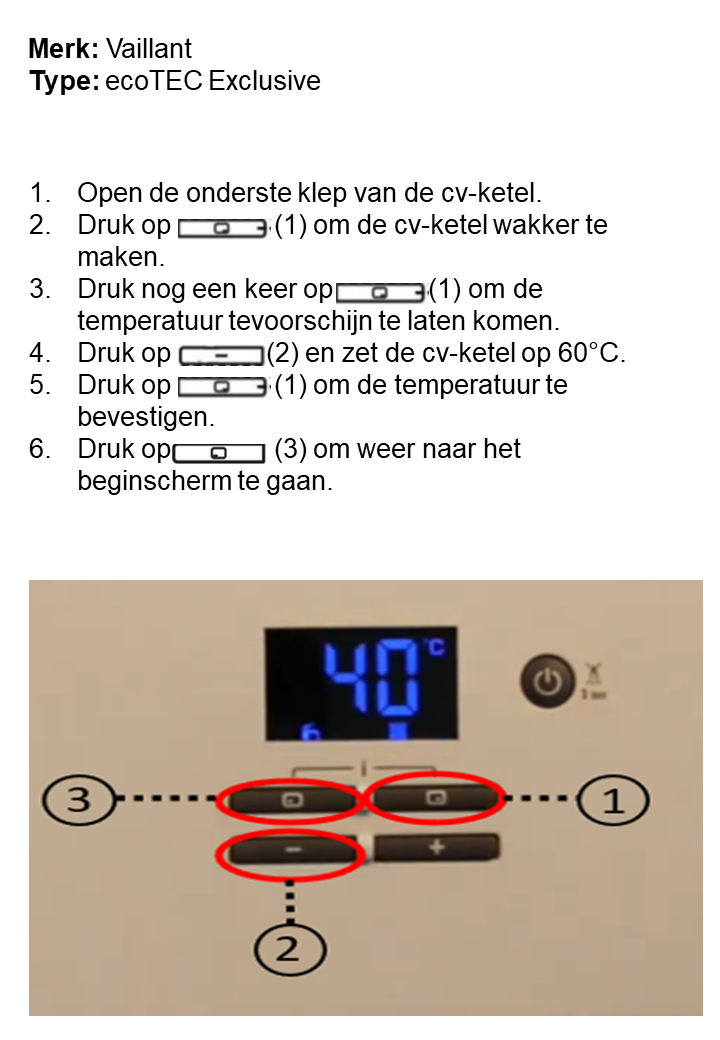 Merk: Vaillant
Type: ecoTEC Exclusive
1. Open de onderste klep van de cv-ketel.
2. Druk op (1) om de cv-ketel wakker te
maken.
3. Druk nog een keer op (1) om de
temperatuur tevoorschijn te laten komen.
4. Druk op (2) en zet de cv-ketel op 60°C.
5. Druk op (1) om de temperatuur te
bevestigen.
6. Druk op (3) om weer naar het
beginscherm te gaan.
40 °C
6
i
3
1
- +
2